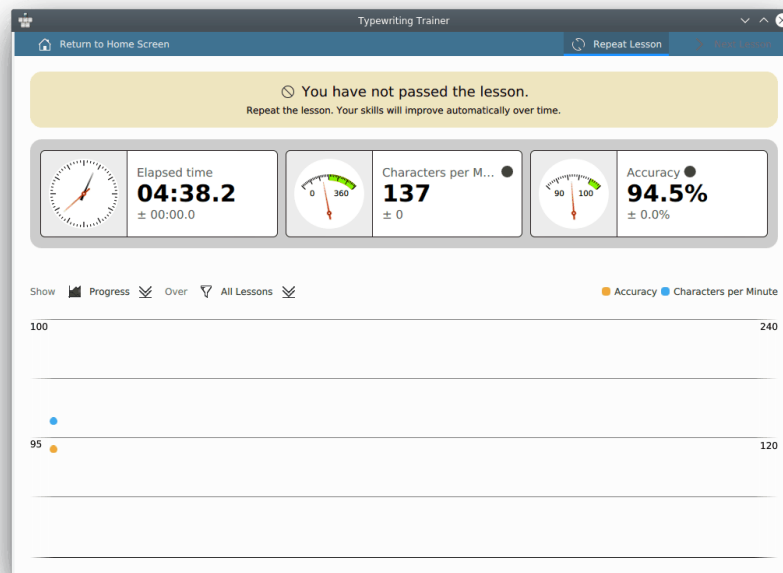 Typewriting Trainer
Return to Home Screen
Repeat Lesson
Next Lesson
You have not passed the lesson.
Repeat the lesson. Your skills will improve automatically over time.
Elapsed time
04:38.2
± 00:00.0
0 360
Characters per M...
137
± 0
90 100
Accuracy
94.5%
± 0.0%
Show Progress Over All Lessons
Accuracy Characters per Minute
100 240
95 120